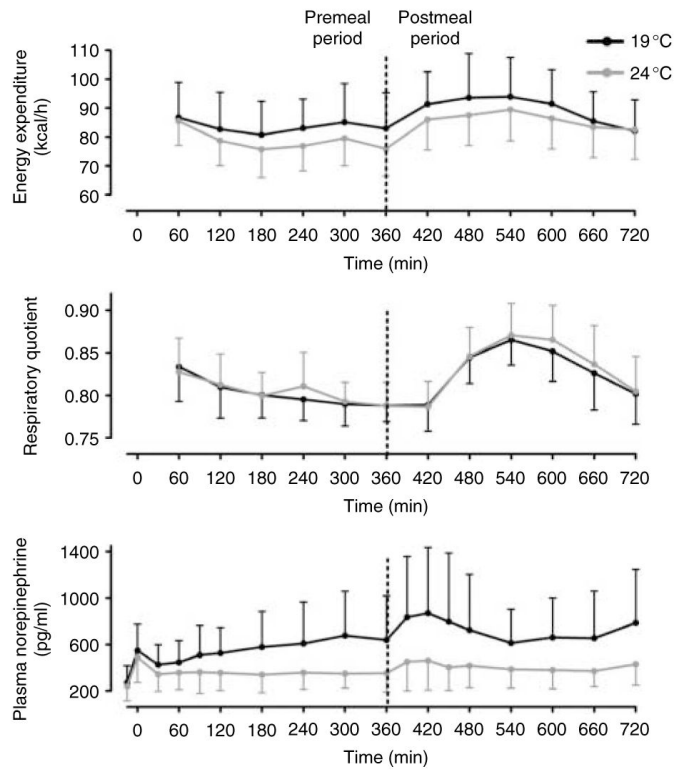 Premeal period
Postmeal period
19 °C
24 °C
Energy expenditure
(kcal/h)
110
100
90
80
70
60
0 60 120 180 240 300 360 420 480 540 600 660 720
Time (min)
Respiratory quotient
0.90
0.85
0.80
0.75
0 60 120 180 240 300 360 420 480 540 600 660 720
Time (min)
Plasma norepinephrine
(pg/ml)
1400
1000
600
200
0 60 120 180 240 300 360 420 480 540 600 660 720
Time (min)